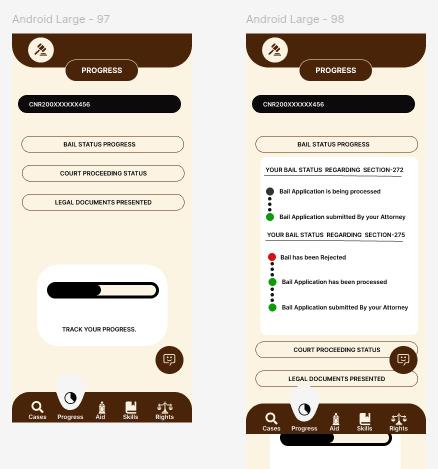 Android Large - 97
PROGRESS
CNR200XXXXXX456
BAIL STATUS PROGRESS
COURT PROCEEDING STATUS
LEGAL DOCUMENTS PRESENTED
TRACK YOUR PROGRESS.
Cases Progress Aid Skills Rights
Android Large - 98
PROGRESS
CNR200XXXXXX456
BAIL STATUS PROGRESS
YOUR BAIL STATUS REGARDING SECTION-272
Bail Application is being processed
Bail Application submitted By your Attorney
YOUR BAIL STATUS REGARDING SECTION-275
Bail has been Rejected
Bail Application has been processed
Bail Application submitted By your Attorney
COURT PROCEEDING STATUS
LEGAL DOCUMENTS PRESENTED
Cases Progress Aid Skills Rights